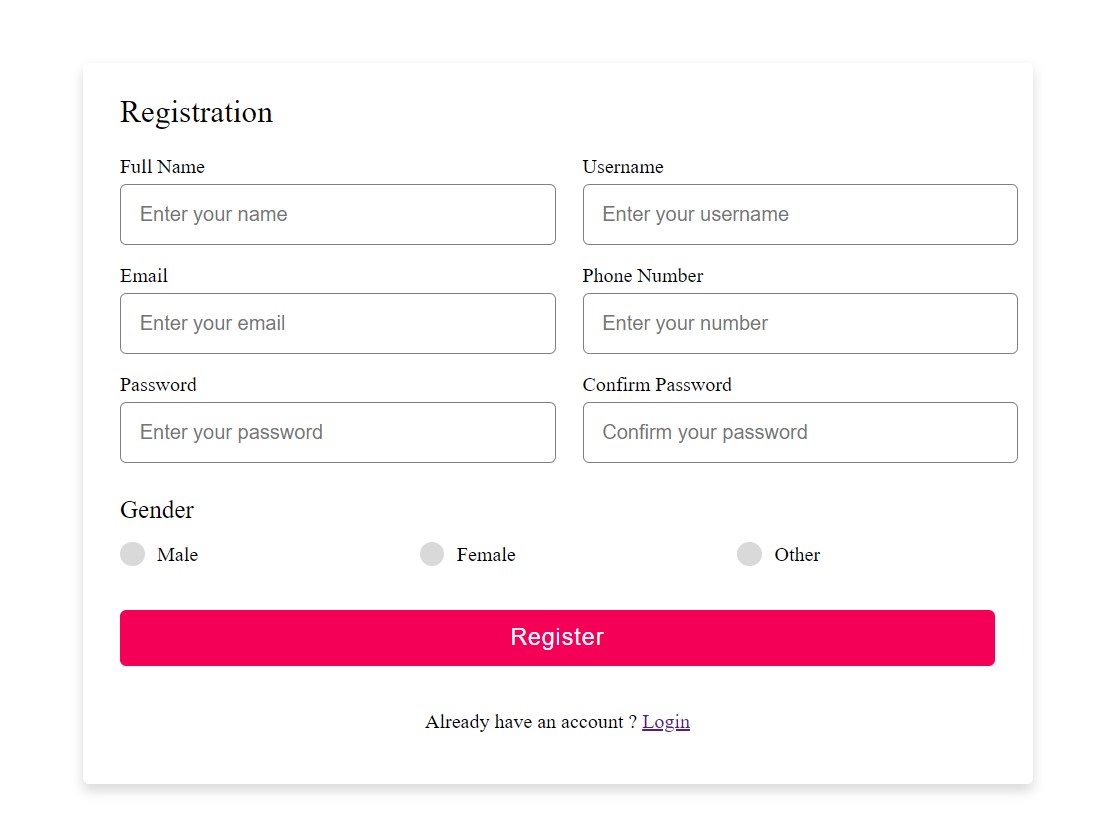 Registration
Full Name
Username
Enter your name
Enter your username
Email
Phone Number
Enter your email
Enter your number
Password
Confirm Password
Enter your password
Confirm your password
Gender
Male
Female
Other
Register
Already have an account ? Login